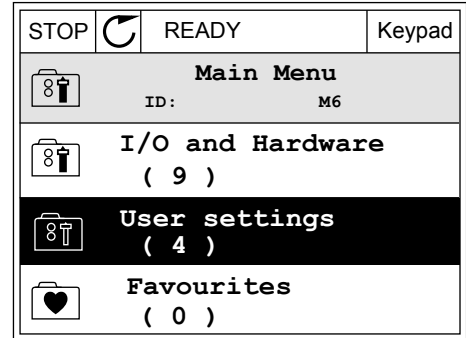 STOP READY Keypad
Main Menu
ID: M6
I/O and Hardware
( 9 )
User settings
( 4 )
Favourites
( 0 )